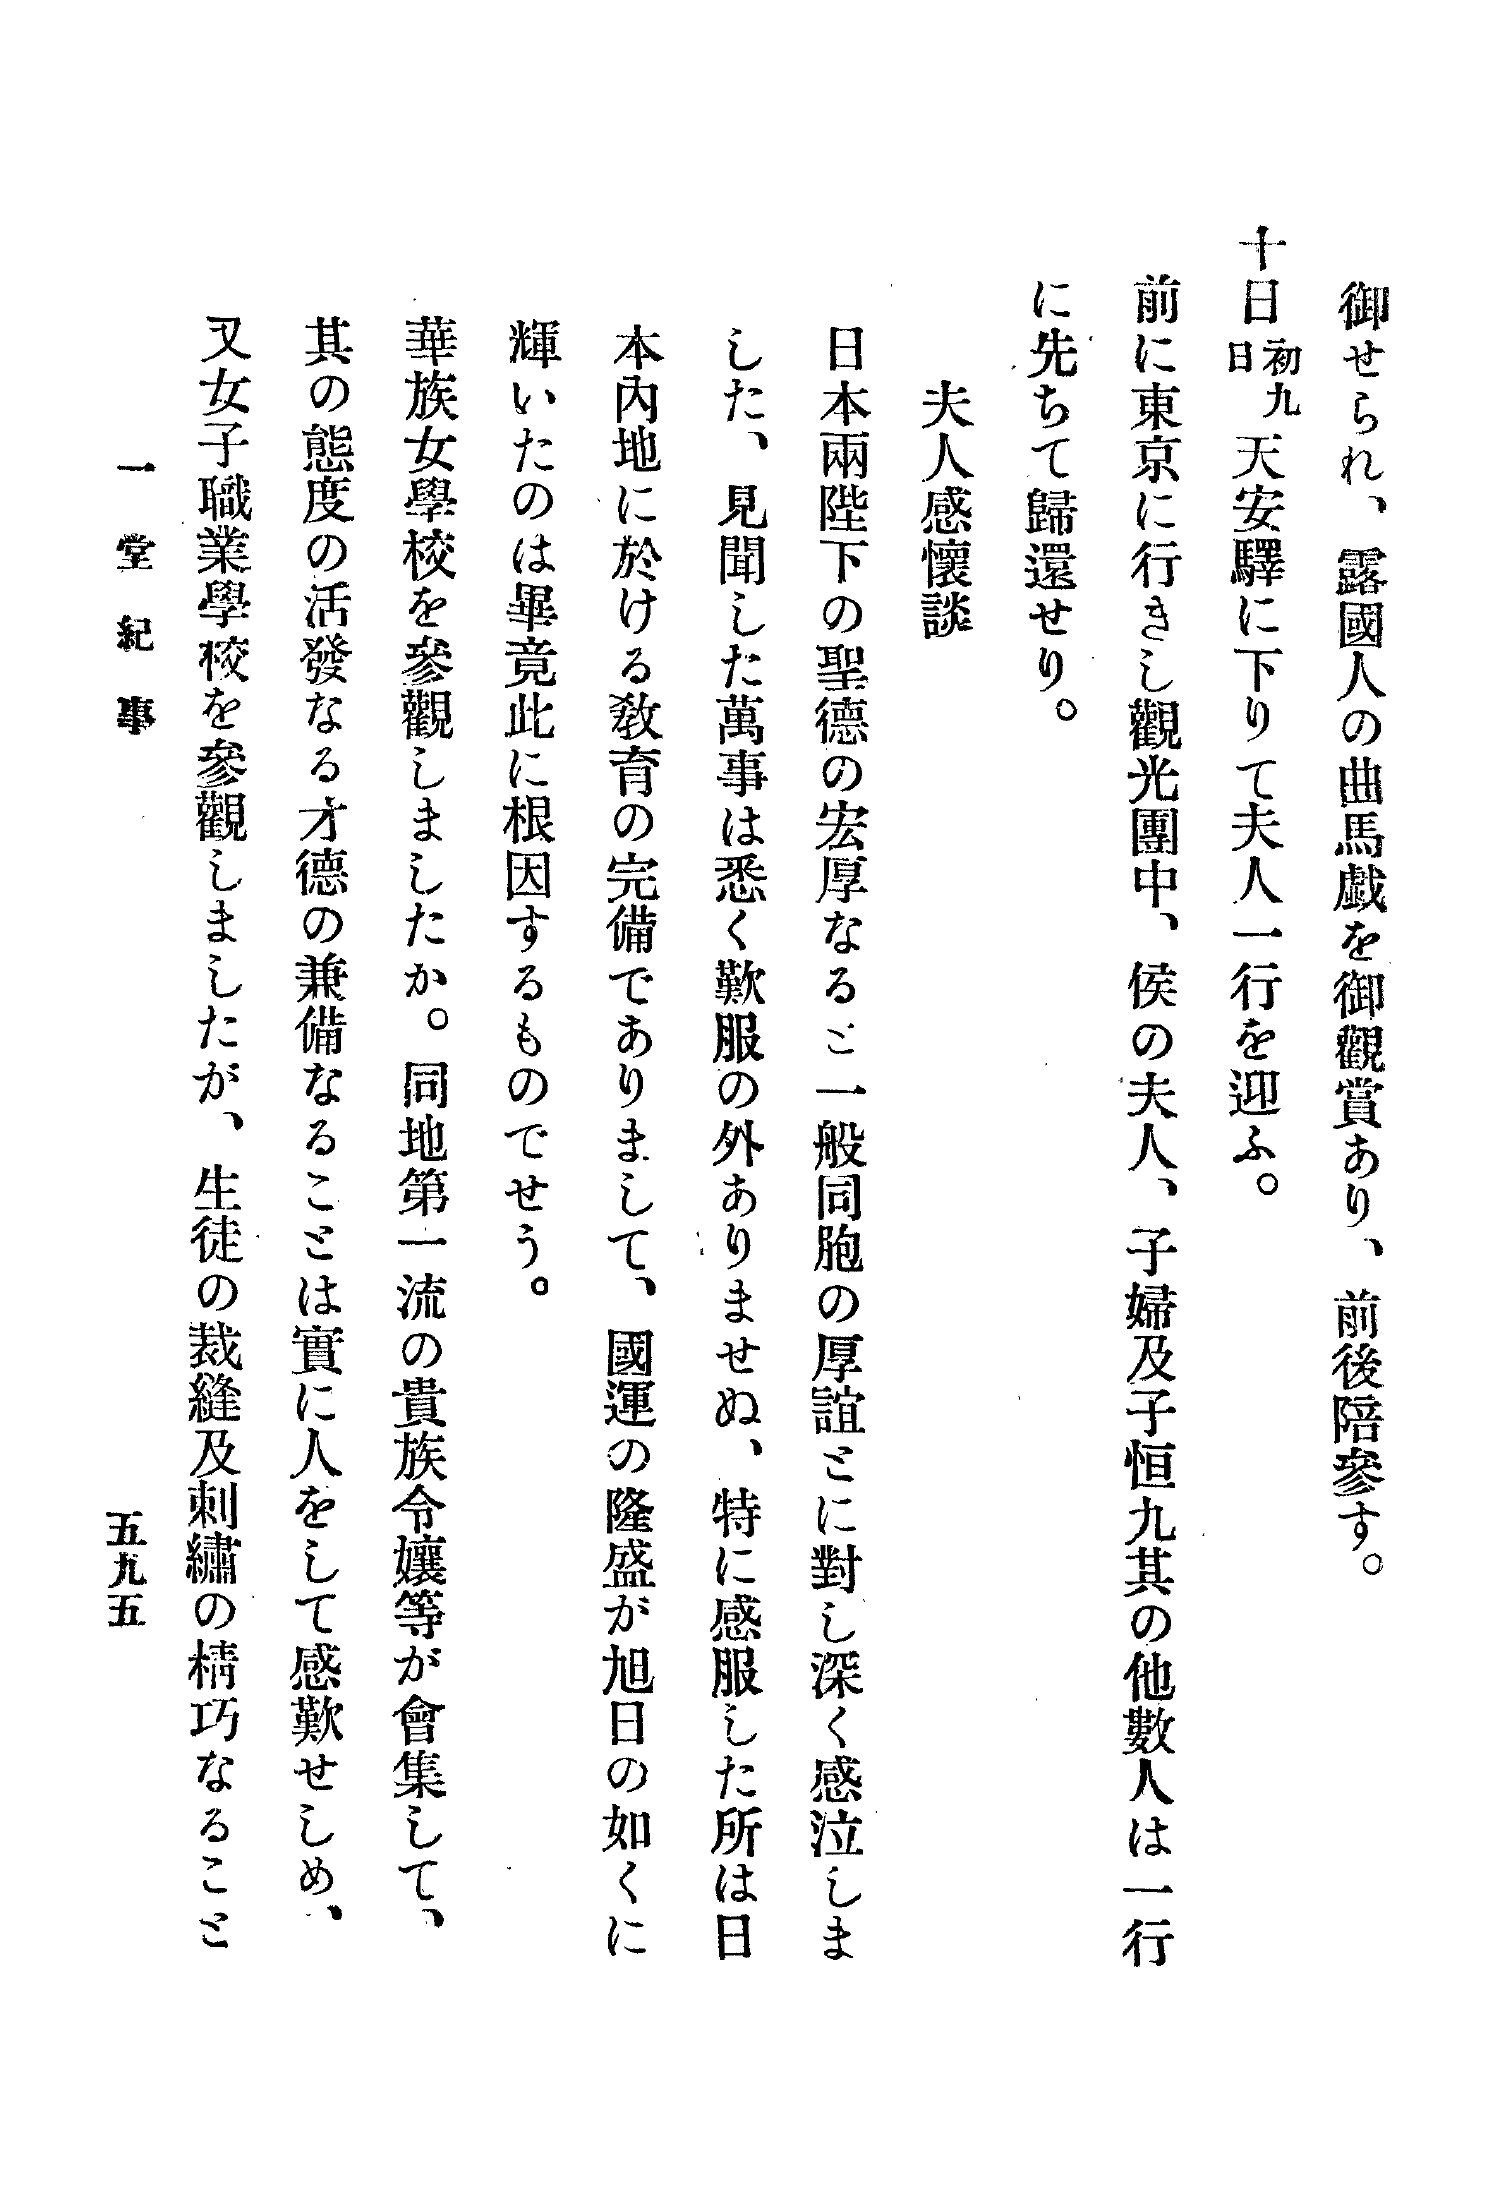 御せられ、露國人の曲馬戯を御觀賞あり、前後陪參す。
十日初九日天安驛に下りて夫人一行を迎ふ。
前に東京に行きし觀光團中、侯の夫人、子婦及子恒九其の他數人は一行
に先ちて歸還せり。
夫人感懷談
日本兩陛下の聖德の宏厚なると一般同胞の厚誼とに對し深く感泣しま
した、見聞した萬事は悉く歎服の外ありませぬ、特に感服した所は日
本內地に於ける敎育の完備でありまして、國運の隆盛が旭日の如くに
輝いたのは畢竟此に根因するものでせう。
華族女學校を參觀しましたか。同地第一流の貴族令孃等が會集して、
其の態度の活發なる才德の兼備なることは實に人をして感歎せしめ、
又女子職業學校を參觀しましたが、生徒の裁縫及刺繡の精巧なること
一堂紀事
五九五